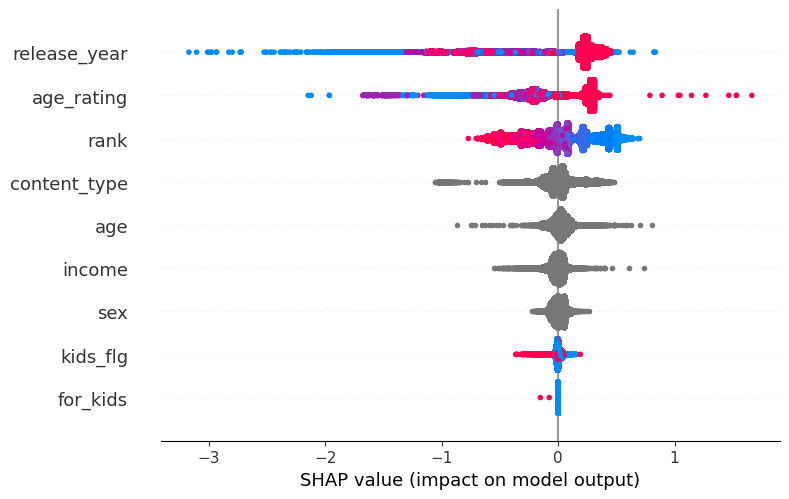 release_year
age_rating
rank
content_type
age
income
sex
kids_flg
for_kids
−3 −2 −1 0 1
SHAP value (impact on model output)